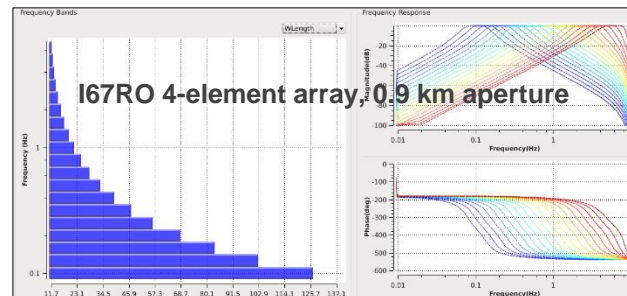 Frequency Bands
Frequency Response
WLength
I67RO 4-element array, 0.9 km aperture
Frequency (Hz)
1
0.1
11.7 23.1 34.5 45.9 57.3 68.7 80.1 91.5 102.9 114.3 125.7 137.1
Magnitude(dB)
-20
-40
-60
-80
-100
0.01 0.1 1
Frequency(Hz)
Phase(deg)
0
-100
-200
-300
-400
-500
-600
0.01 0.1 1
Frequency(Hz)